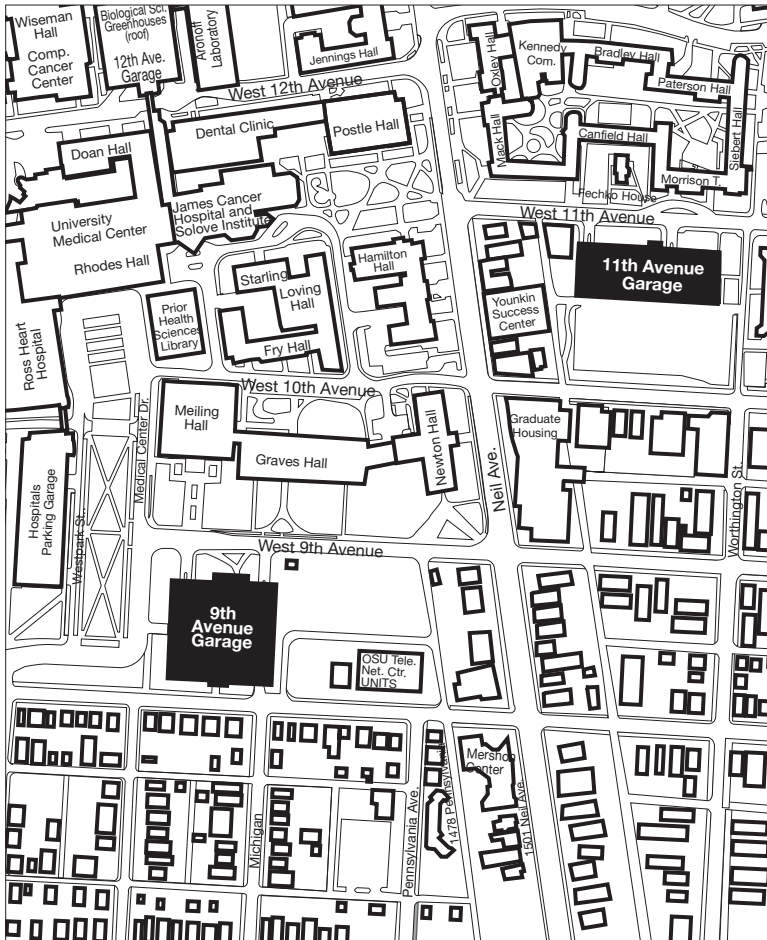 Wiseman
Hall
Comp.
Cancer
Center
Biological Sci.
Greenhouses
(roof)
12th Ave.
Garage
Aronoff
Laboratory
Jennings Hall
Oxley Hall
Kennedy
Com.
Bradley Hall
Paterson Hall
West 12th Avenue
Dental Clinic
Postle Hall
Mack Hall
Canfield Hall
Siebert Hall
Doan Hall
Morrison T.
Pechko House
James Cancer
Hospital and
Solove Institute
West 11th Avenue
University
Medical Center
Rhodes Hall
Hamilton
Hall
11th Avenue
Garage
Starling
Loving
Hall
Fry Hall
Prior
Health
Sciences
Library
Younkin
Success
Center
Ross Heart
Hospital
West 10th Avenue
Meiling
Hall
Medical Center Dr.
Graves Hall
Newton Hall
Neil Ave.
Graduate
Housing
Worthington St.
Hospitals
Parking Garage
Westpark St.
West 9th Avenue
9th
Avenue
Garage
OSU Tele.
Net. Ctr.
UNITS
Mershon
Center
Michigan
Pennsylvania Ave.
1478 Pennsylvania
1501 Neil Ave.